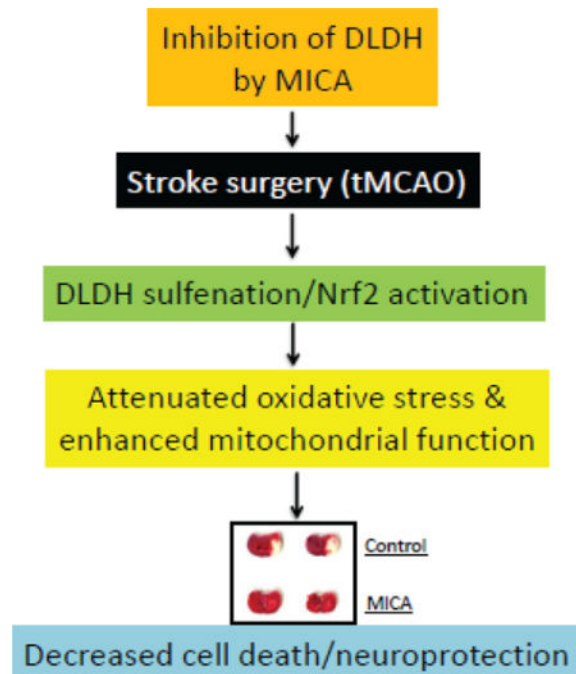 Inhibition of DLDH
by MICA
Stroke surgery (tMCAO)
DLDH sulfenation/Nrf2 activation
Attenuated oxidative stress &
enhanced mitochondrial function
Control
MICA
Decreased cell death/neuroprotection